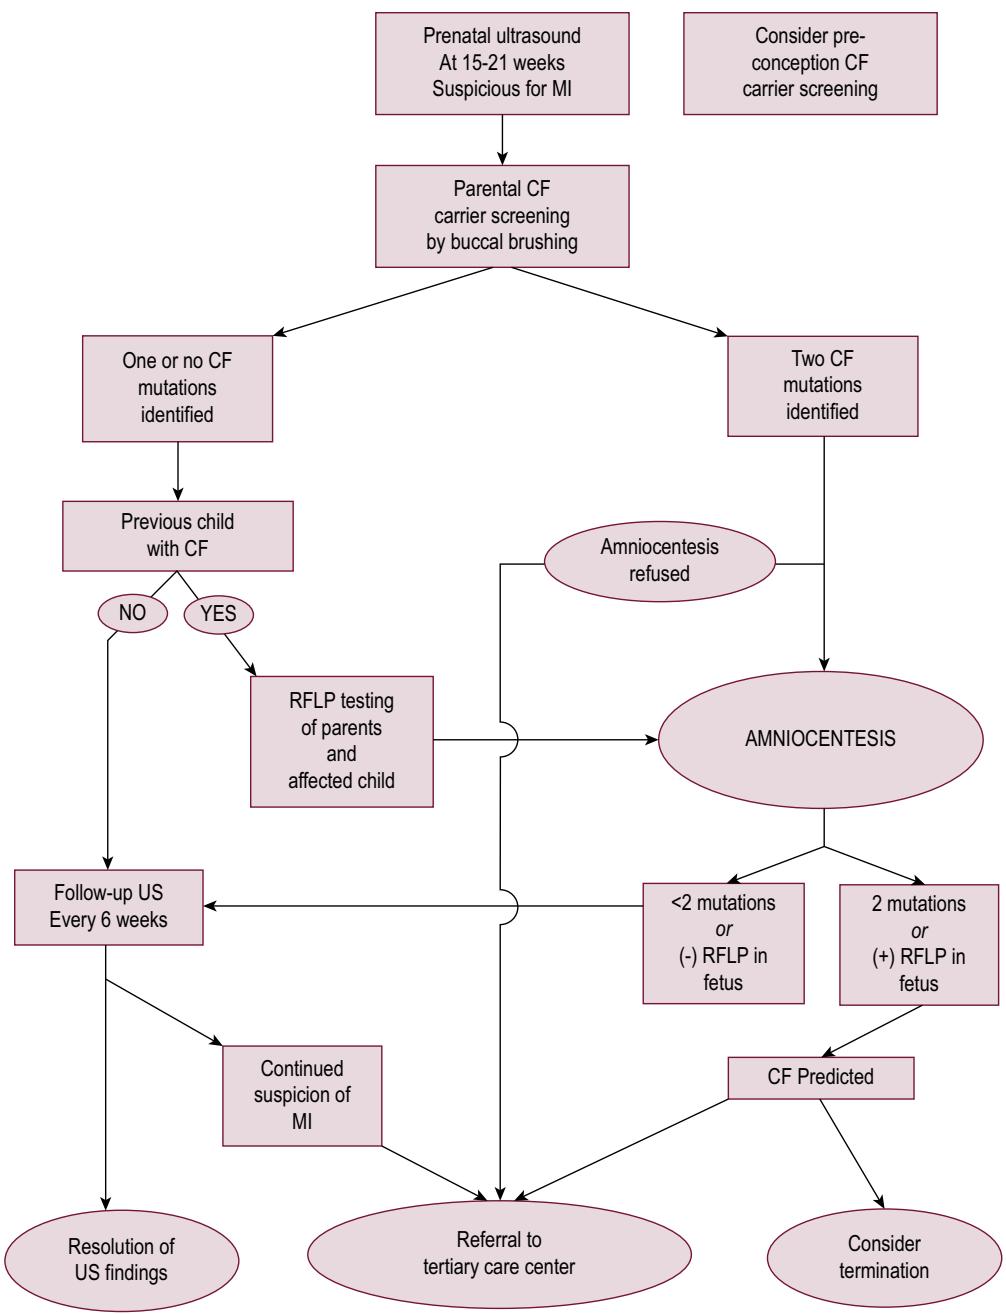 Prenatal ultrasound
At 15-21 weeks
Suspicious for MI
Consider pre-
conception CF
carrier screening
Parental CF
carrier screening
by buccal brushing
One or no CF
mutations
identified
Two CF
mutations
identified
Previous child
with CF
Amniocentesis
refused
NO
YES
RFLP testing
of parents
and
affected child
AMNIOCENTESIS
Follow-up US
Every 6 weeks
<2 mutations
or
(-) RFLP in
fetus
2 mutations
or
(+) RFLP in
fetus
Continued
suspicion of
MI
CF Predicted
Resolution of
US findings
Referral to
tertiary care center
Consider
termination